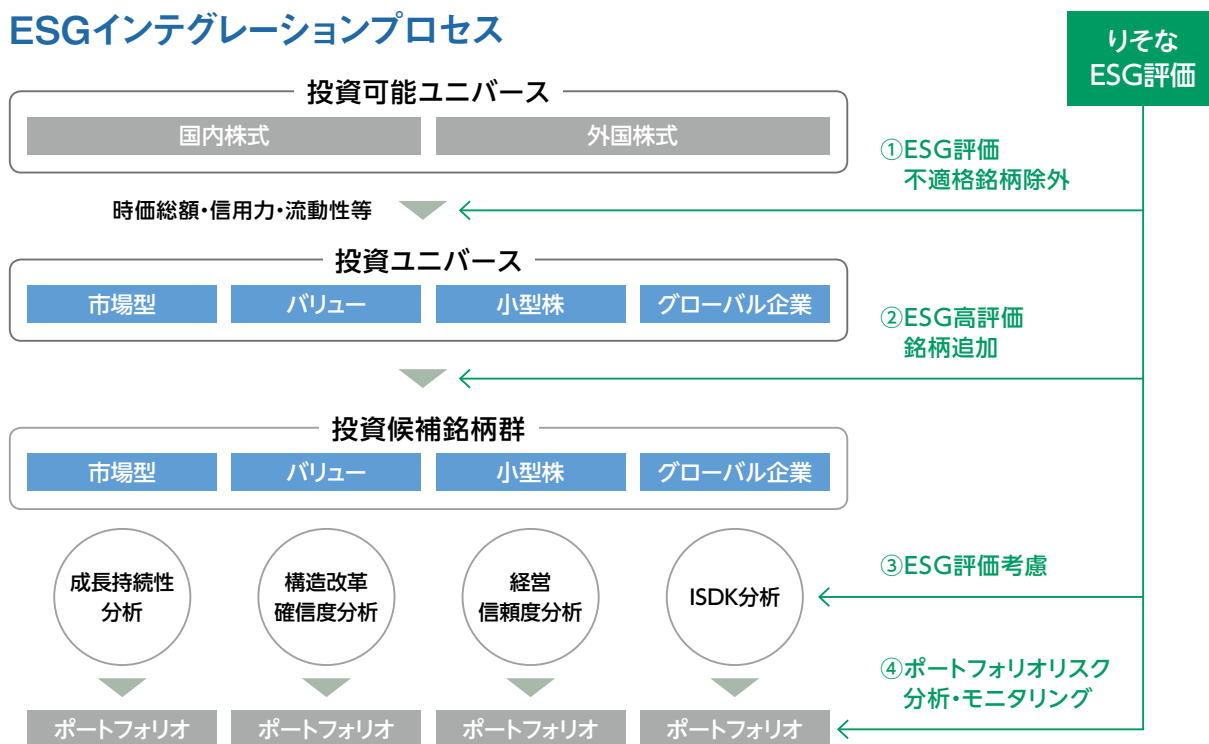 ESGインテグレーションプロセス
りそな
ESG評価
投資可能ユニバース
国内株式
外国株式
①ESG評価
不適格銘柄除外
時価総額・信用力・流動性等
投資ユニバース
市場型
バリュー
小型株
グローバル企業
②ESG高評価
銘柄追加
投資候補銘柄群
市場型
バリュー
小型株
グローバル企業
成長持続性
分析
構造改革
確信度分析
経営
信頼度分析
ISDK分析
③ESG評価考慮
④ポートフォリオリスク
分析・モニタリング
ポートフォリオ
ポートフォリオ
ポートフォリオ
ポートフォリオ